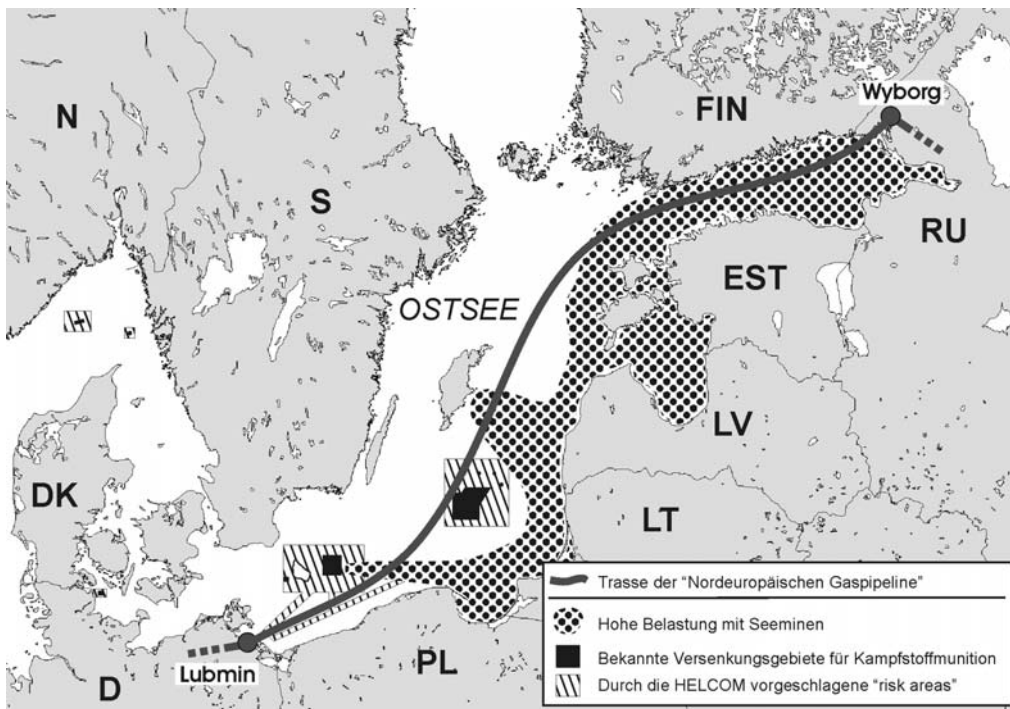 N
FIN
Wyborg
S
RU
EST
OSTSEE
LV
DK
LT
Lubmin
D
PL
Trasse der “Nordeuropäischen Gaspipeline”
Hohe Belastung mit Seeminen
Bekannte Versenkungsgebiete für Kampfstoffmunition
Durch die HELCOM vorgeschlagene “risk areas”